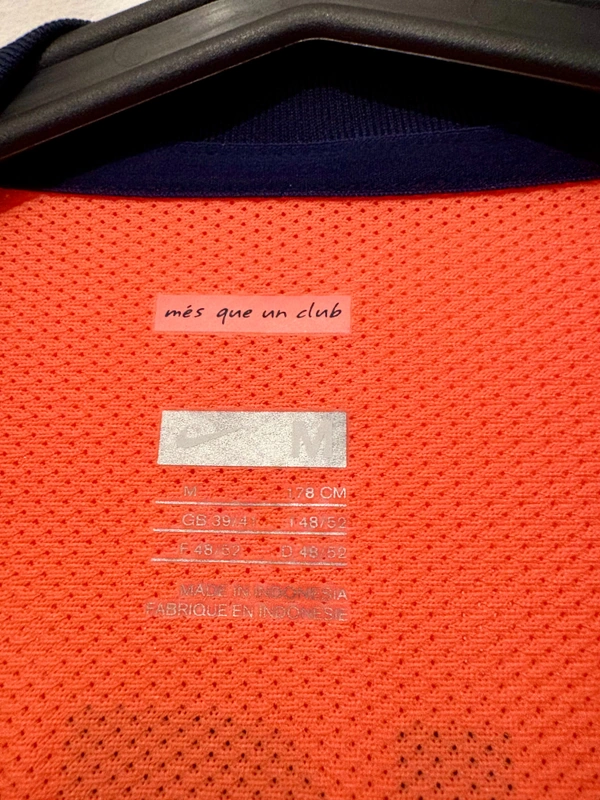 més que un club
M
M 178 CM
GB 39/41 I 48/52
F 48/52 D 48/52
MADE IN INDONESIA
FABRIQUE EN INDONESIE